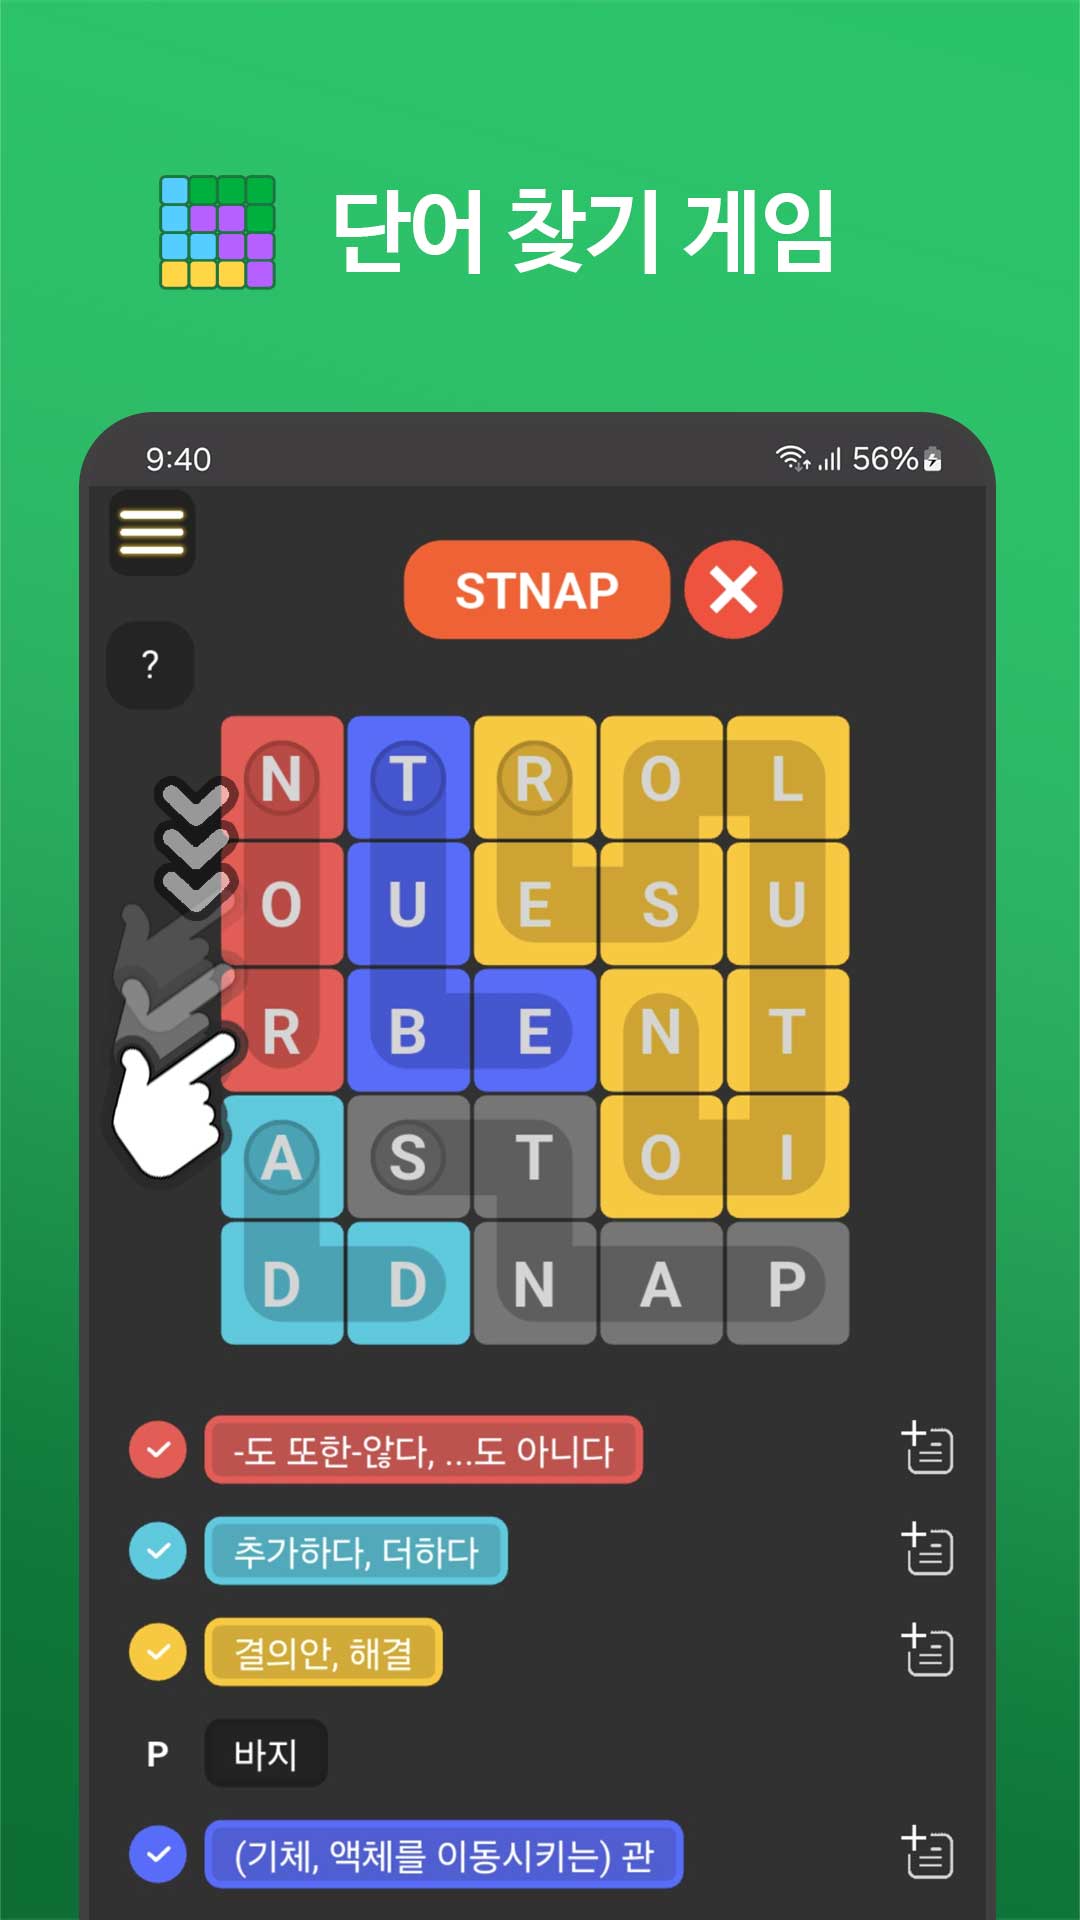 단어 찾기 게임
9:40 56%
STNAP
?
N T R O L
O U E S U
R B E N T
A S T O I
D D N A P
-도 또한-않다, ...도 아니다
추가하다, 더하다
결의안, 해결
P 바지
(기체, 액체를 이동시키는) 관